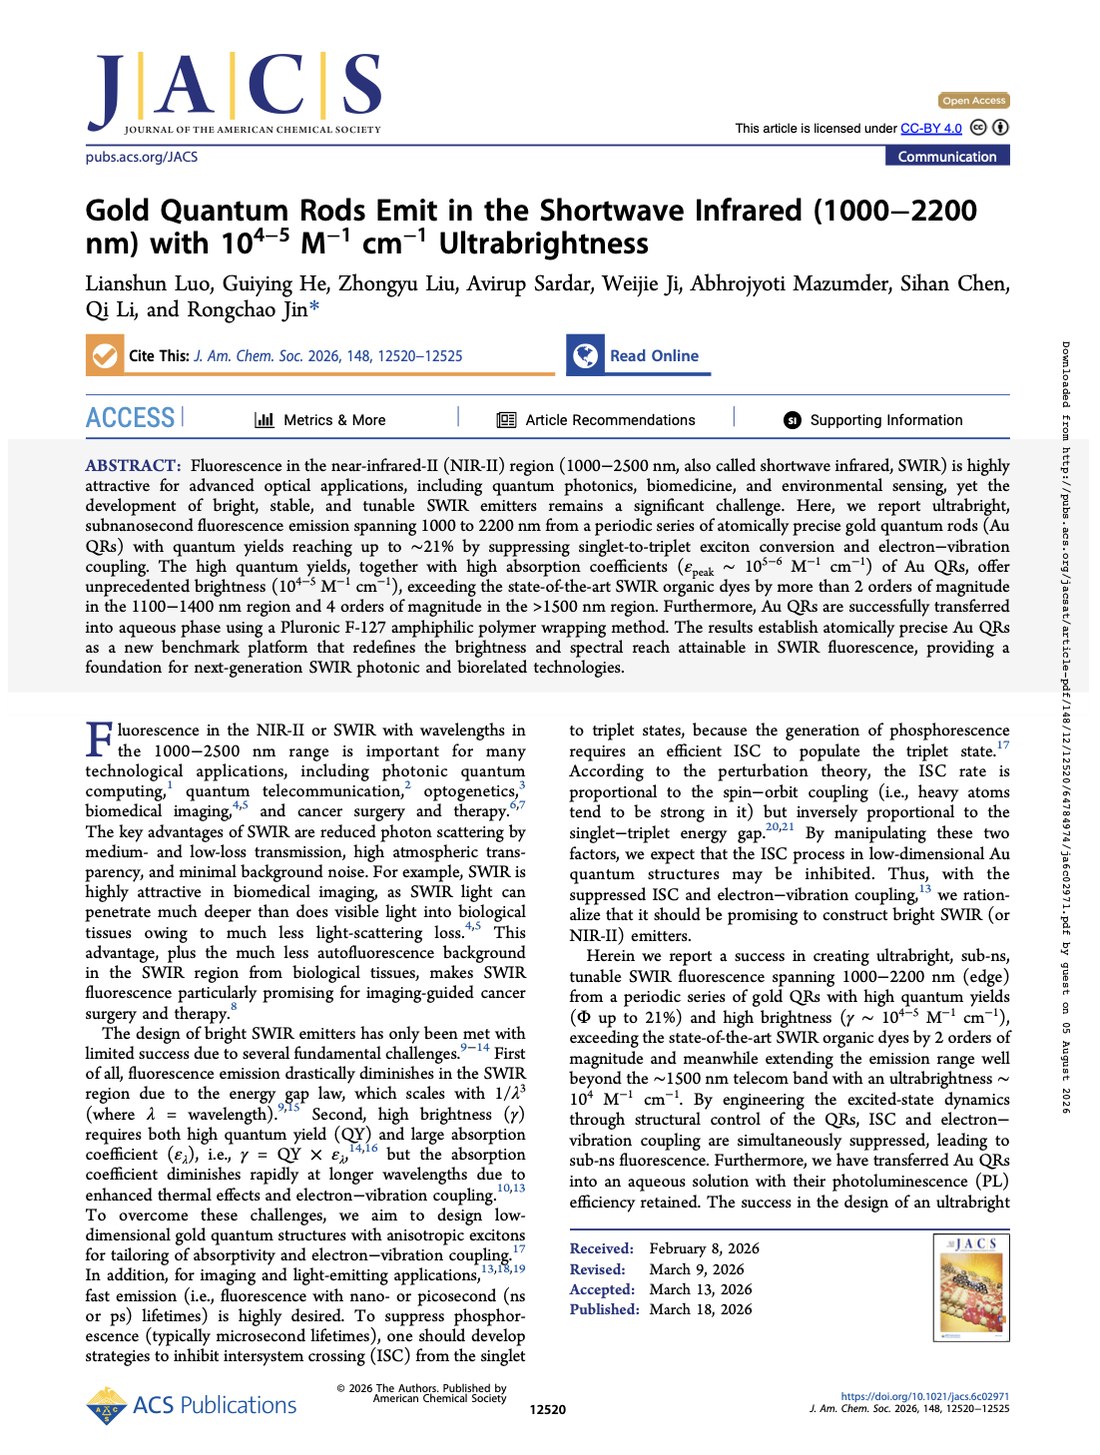 J|A|C|S
JOURNAL OF THE AMERICAN CHEMICAL SOCIETY
Open Access
This article is licensed under CC-BY 4.0
pubs.acs.org/JACS
Communication
Gold Quantum Rods Emit in the Shortwave Infrared (1000−2200
nm) with 10⁴⁻⁵ M⁻¹ cm⁻¹ Ultrabrightness
Lianshun Luo, Guiying He, Zhongyu Liu, Avirup Sardar, Weijie Ji, Abhrojyoti Mazumder, Sihan Chen,
Qi Li, and Rongchao Jin*
Cite This: J. Am. Chem. Soc. 2026, 148, 12520−12525
Read Online
ACCESS
Metrics & More
Article Recommendations
SI Supporting Information
ABSTRACT: Fluorescence in the near-infrared-II (NIR-II) region (1000−2500 nm, also called shortwave infrared, SWIR) is highly
attractive for advanced optical applications, including quantum photonics, biomedicine, and environmental sensing, yet the
development of bright, stable, and tunable SWIR emitters remains a significant challenge. Here, we report ultrabright,
subnanosecond fluorescence emission spanning 1000 to 2200 nm from a periodic series of atomically precise gold quantum rods (Au
QRs) with quantum yields reaching up to ∼21% by suppressing singlet-to-triplet exciton conversion and electron−vibration
coupling. The high quantum yields, together with high absorption coefficients (εpeak ∼ 10⁵⁻⁶ M⁻¹ cm⁻¹) of Au QRs, offer
unprecedented brightness (10⁴⁻⁵ M⁻¹ cm⁻¹), exceeding the state-of-the-art SWIR organic dyes by more than 2 orders of magnitude
in the 1100−1400 nm region and 4 orders of magnitude in the >1500 nm region. Furthermore, Au QRs are successfully transferred
into aqueous phase using a Pluronic F-127 amphiphilic polymer wrapping method. The results establish atomically precise Au QRs
as a new benchmark platform that redefines the brightness and spectral reach attainable in SWIR fluorescence, providing a
foundation for next-generation SWIR photonic and biorelated technologies.
Fluorescence in the NIR-II or SWIR with wavelengths in
the 1000−2500 nm range is important for many
technological applications, including photonic quantum
computing,¹ quantum telecommunication,² optogenetics,³
biomedical imaging,⁴,⁵ and cancer surgery and therapy.⁶,⁷
The key advantages of SWIR are reduced photon scattering by
medium- and low-loss transmission, high atmospheric trans-
parency, and minimal background noise. For example, SWIR is
highly attractive in biomedical imaging, as SWIR light can
penetrate much deeper than does visible light into biological
tissues owing to much less light-scattering loss.⁴,⁵ This
advantage, plus the much less autofluorescence background
in the SWIR region from biological tissues, makes SWIR
fluorescence particularly promising for imaging-guided cancer
surgery and therapy.⁸
The design of bright SWIR emitters has only been met with
limited success due to several fundamental challenges.⁹⁻¹⁴ First
of all, fluorescence emission drastically diminishes in the SWIR
region due to the energy gap law, which scales with 1/λ³
(where λ = wavelength).⁹,¹⁵ Second, high brightness (γ)
requires both high quantum yield (QY) and large absorption
coefficient (ελ), i.e., γ = QY × ελ,¹⁴,¹⁶ but the absorption
coefficient diminishes rapidly at longer wavelengths due to
enhanced thermal effects and electron−vibration coupling.¹⁰,¹³
To overcome these challenges, we aim to design low-
dimensional gold quantum structures with anisotropic excitons
for tailoring of absorptivity and electron−vibration coupling.¹⁷
In addition, for imaging and light-emitting applications,¹³,¹⁸,¹⁹
fast emission (i.e., fluorescence with nano- or picosecond (ns
or ps) lifetimes) is highly desired. To suppress phosphor-
escence (typically microsecond lifetimes), one should develop
strategies to inhibit intersystem crossing (ISC) from the singlet
to triplet states, because the generation of phosphorescence
requires an efficient ISC to populate the triplet state.¹⁷
According to the perturbation theory, the ISC rate is
proportional to the spin−orbit coupling (i.e., heavy atoms
tend to be strong in it) but inversely proportional to the
singlet−triplet energy gap.²⁰,²¹ By manipulating these two
factors, we expect that the ISC process in low-dimensional Au
quantum structures may be inhibited. Thus, with the
suppressed ISC and electron−vibration coupling,¹³ we ration-
alize that it should be promising to construct bright SWIR (or
NIR-II) emitters.
Herein we report a success in creating ultrabright, sub-ns,
tunable SWIR fluorescence spanning 1000−2200 nm (edge)
from a periodic series of gold QRs with high quantum yields
(Φ up to 21%) and high brightness (γ ∼ 10⁴⁻⁵ M⁻¹ cm⁻¹),
exceeding the state-of-the-art SWIR organic dyes by 2 orders of
magnitude and meanwhile extending the emission range well
beyond the ∼1500 nm telecom band with an ultrabrightness ∼
10⁴ M⁻¹ cm⁻¹. By engineering the excited-state dynamics
through structural control of the QRs, ISC and electron−
vibration coupling are simultaneously suppressed, leading to
sub-ns fluorescence. Furthermore, we have transferred Au QRs
into an aqueous solution with their photoluminescence (PL)
efficiency retained. The success in the design of an ultrabright
Received: February 8, 2026
Revised: March 9, 2026
Accepted: March 13, 2026
Published: March 18, 2026
JACS
ACS Publications
© 2026 The Authors. Published by
American Chemical Society
12520
https://doi.org/10.1021/jacs.6c02971
J. Am. Chem. Soc. 2026, 148, 12520−12525
Downloaded from http://pubs.acs.org/jacsat/article-pdf/148/12/12520/64784974/ja6c02971.pdf by guest on 05 August 2026